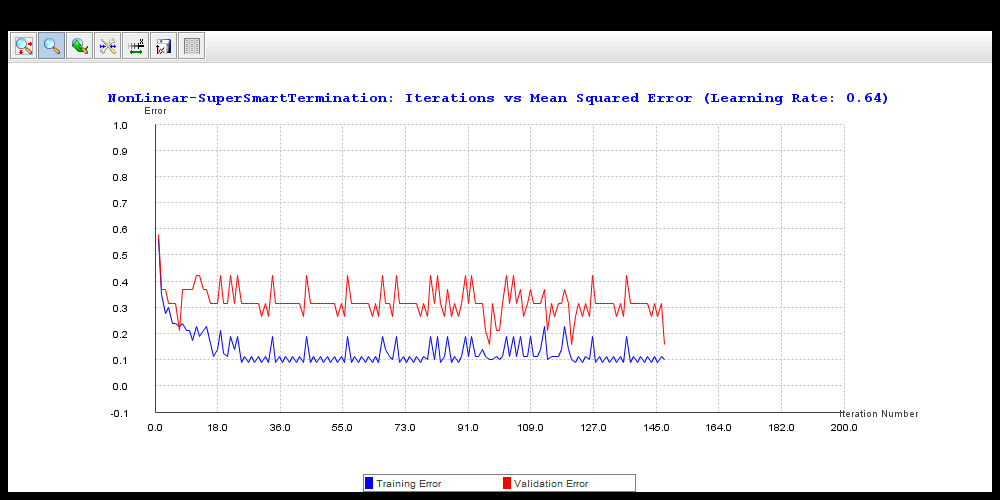 NonLinear-SuperSmartTermination: Iterations vs Mean Squared Error (Learning Rate: 0.64)
Error
1.0
0.9
0.8
0.7
0.6
0.5
0.4
0.3
0.2
0.1
0.0
-0.1
Iteration Number
0.0 18.0 36.0 55.0 73.0 91.0 109.0 127.0 145.0 164.0 182.0 200.0
Training Error Validation Error